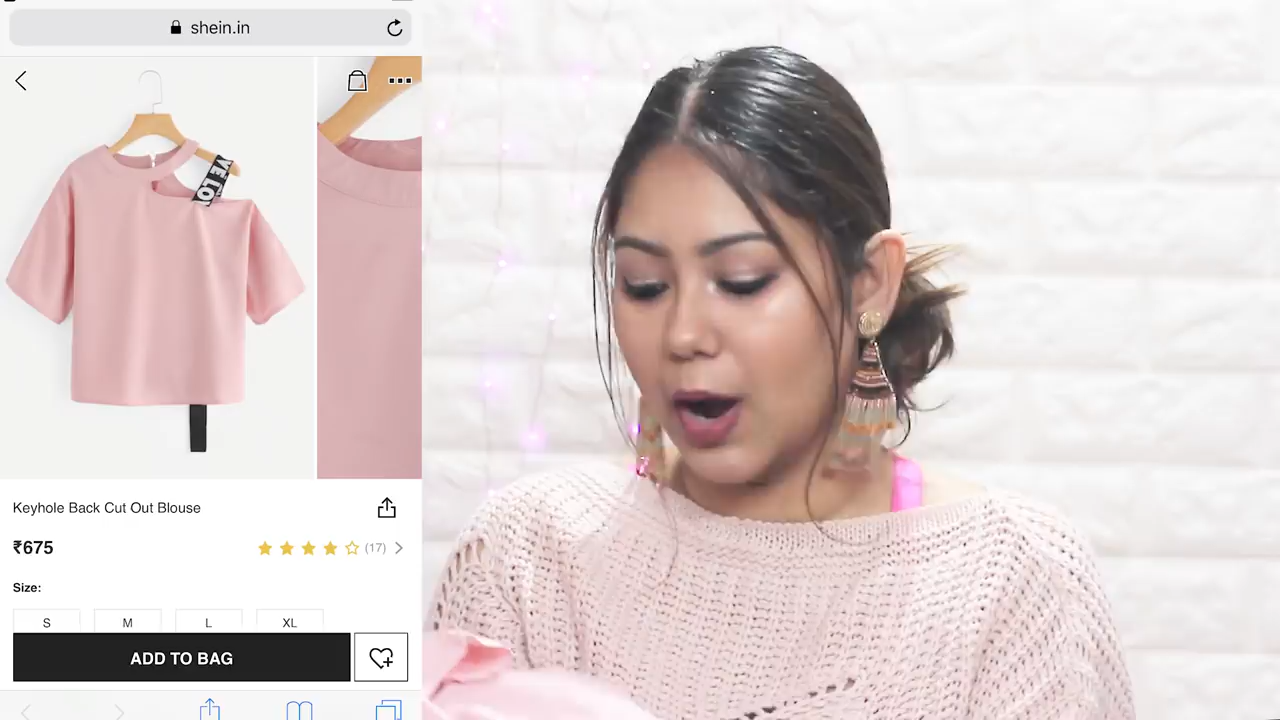 shein.in
Keyhole Back Cut Out Blouse
₹675
(17)
Size:
S M L XL
ADD TO BAG